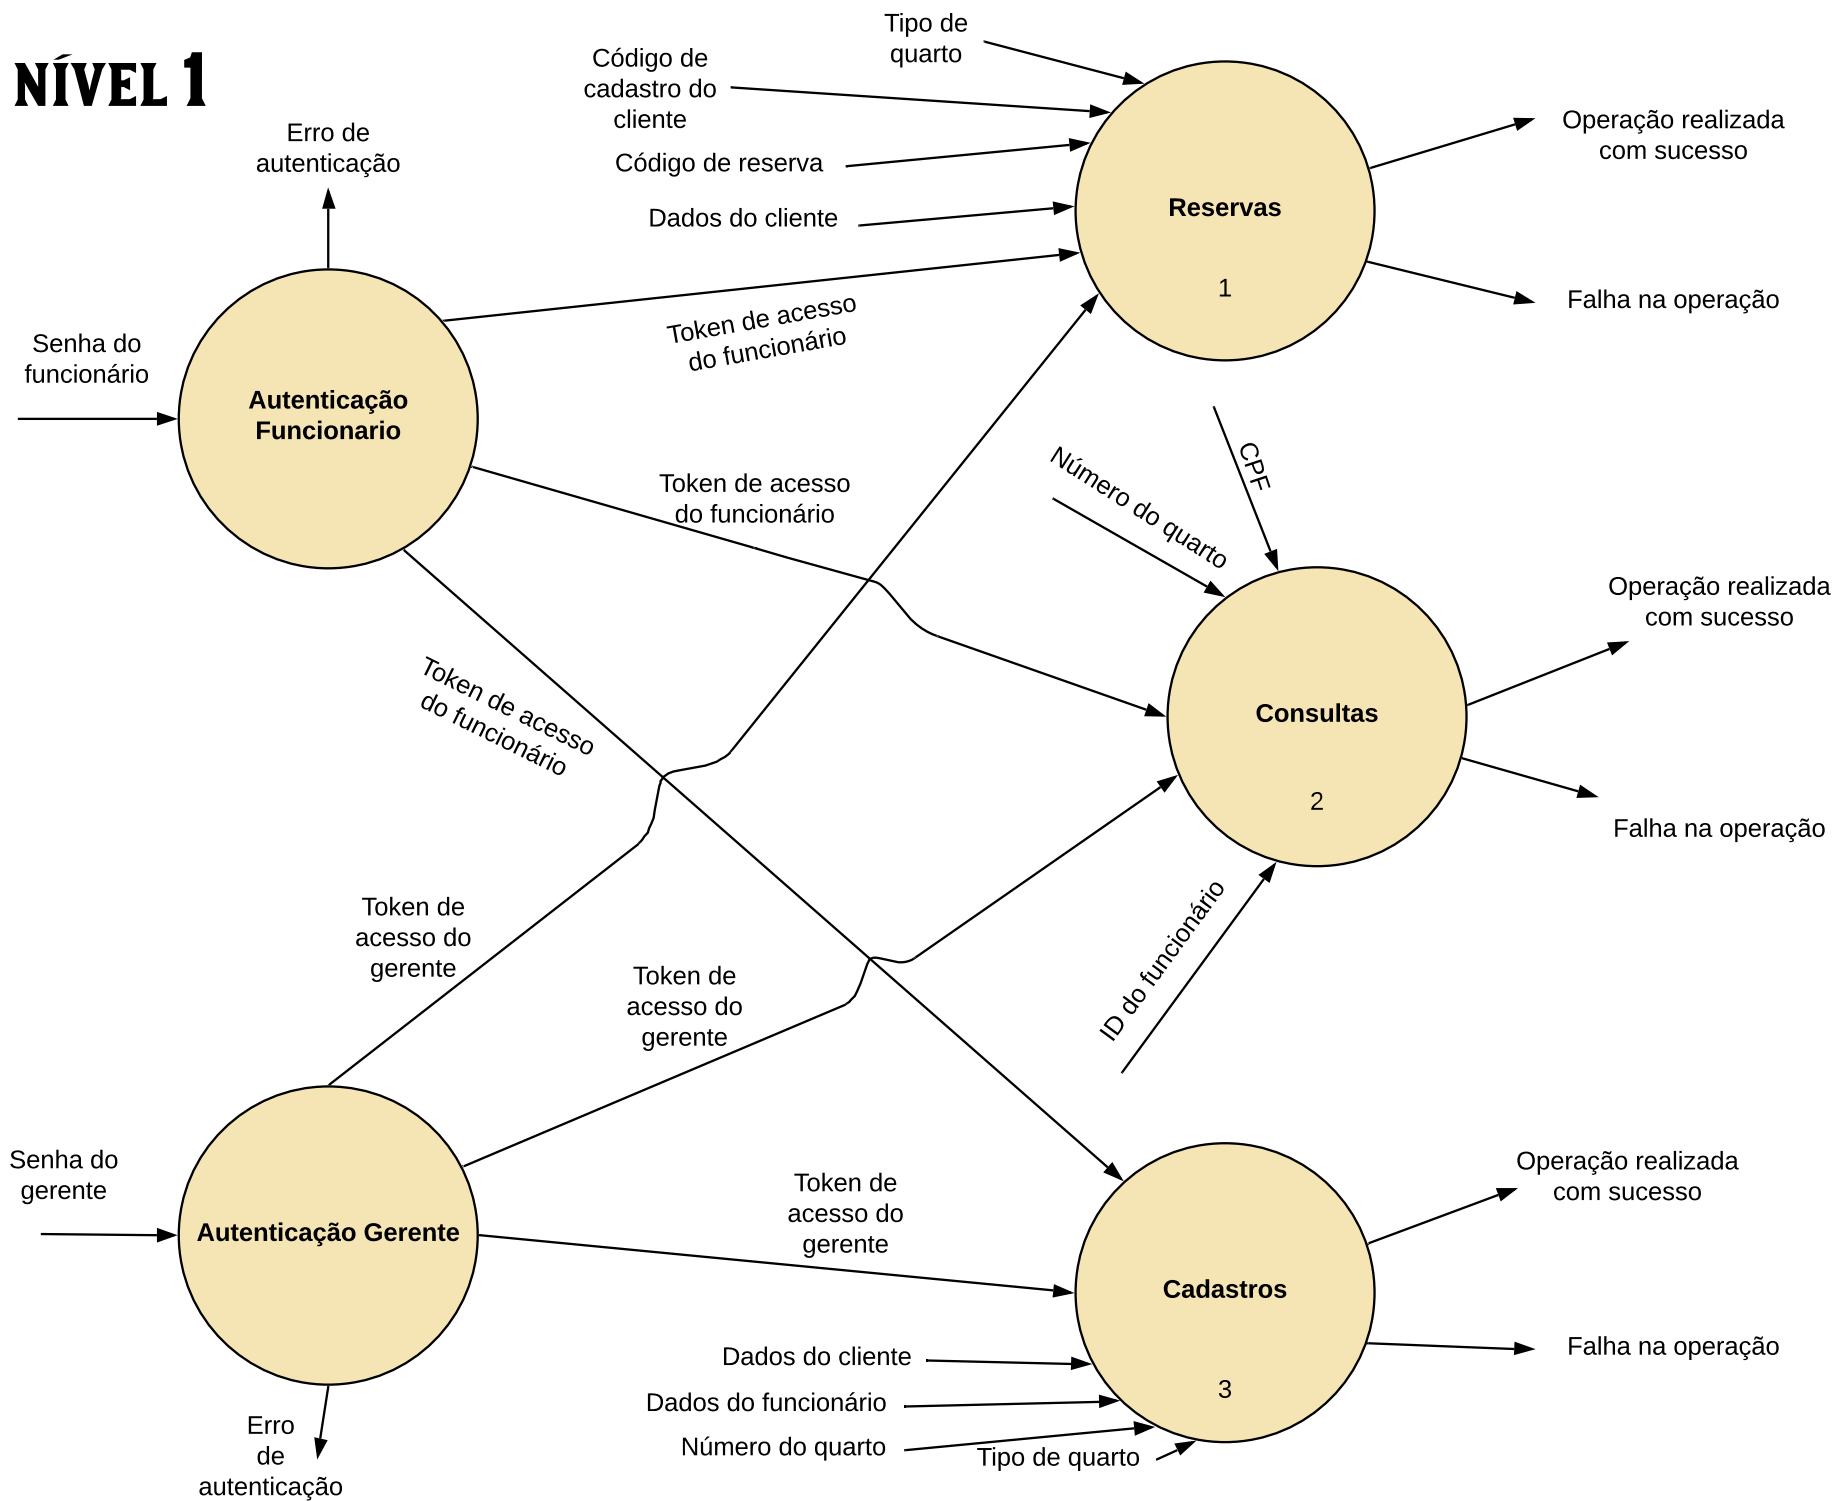 NÍVEL 1
Tipo de
quarto
Código de
cadastro do
cliente
Código de reserva
Dados do cliente
Erro de
autenticação
Senha do
funcionário
Autenticação
Funcionario
Token de acesso
do funcionário
Reservas
1
Operação realizada
com sucesso
Falha na operação
Token de acesso
do funcionário
Token de acesso
do funcionário
Número do quarto
CPF
Consultas
2
Operação realizada
com sucesso
Falha na operação
ID do funcionário
Token de
acesso do
gerente
Token de
acesso do
gerente
Senha do
gerente
Autenticação Gerente
Erro
de
autenticação
Token de
acesso do
gerente
Cadastros
3
Operação realizada
com sucesso
Falha na operação
Dados do cliente
Dados do funcionário
Número do quarto
Tipo de quarto